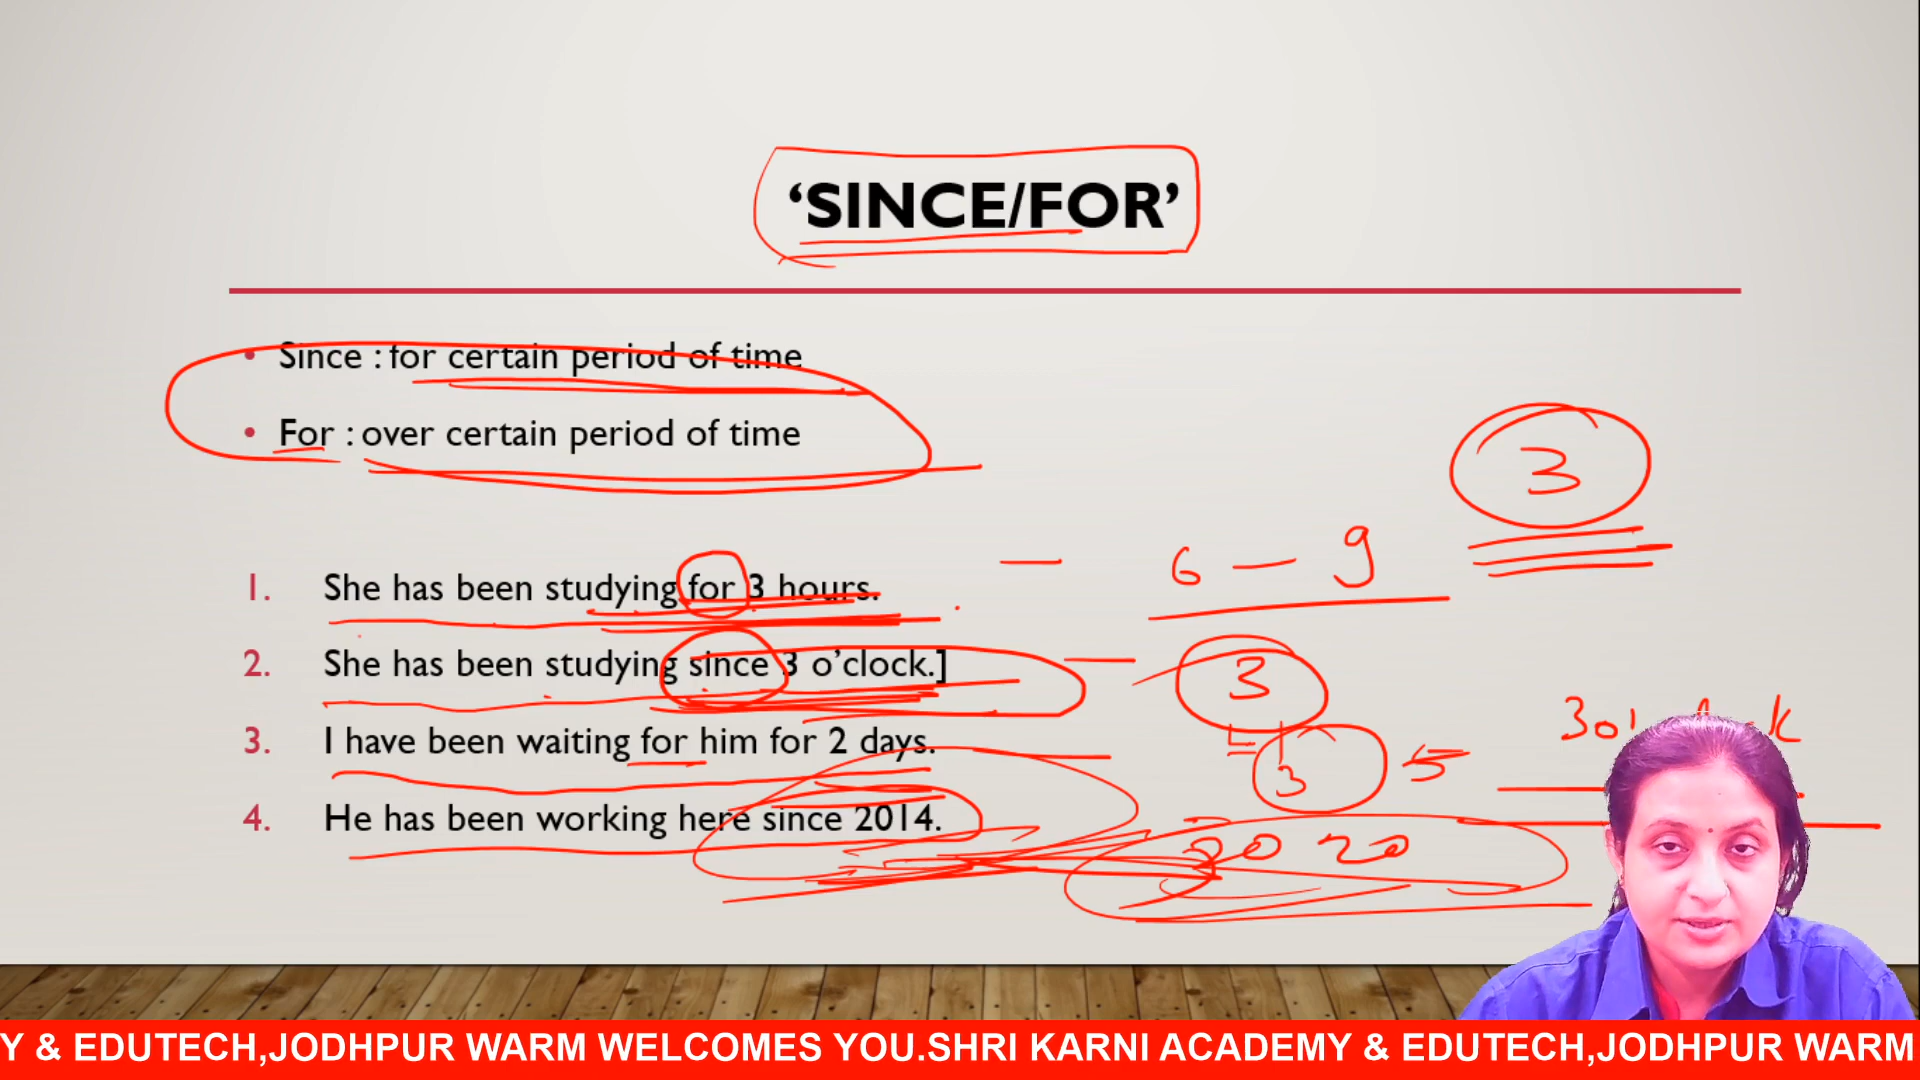 ‘SINCE/FOR’
• Since : for certain period of time
• For : over certain period of time
3
1. She has been studying for 3 hours. — 6 — 9
2. She has been studying since 3 o’clock.] — 3
3. I have been waiting for him for 2 days.
3 5
4. He has been working here since 2014.
2020
Y & EDUTECH,JODHPUR WARM WELCOMES YOU.SHRI KARNI ACADEMY & EDUTECH,JODHPUR WARM